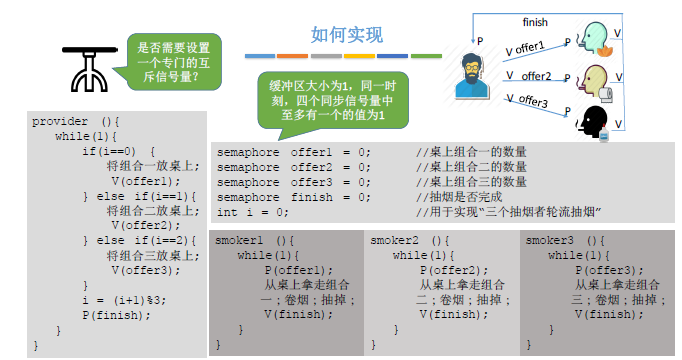 如何实现
是否需要设置
一个专门的互
斥信号量？
缓冲区大小为1，同一时
刻，四个同步信号量中
至多有一个的值为1
finish
P
V offer1
P
V
V offer2
P
V
V offer3
P
V
provider (){
while(1){
if(i==0) {
将组合一放桌上;
V(offer1);
} else if(i==1){
将组合二放桌上;
V(offer2);
} else if(i==2){
将组合三放桌上;
V(offer3);
}
i = (i+1)%3;
P(finish);
}
}
semaphore offer1 = 0; //桌上组合一的数量
semaphore offer2 = 0; //桌上组合二的数量
semaphore offer3 = 0; //桌上组合三的数量
semaphore finish = 0; //抽烟是否完成
int i = 0; //用于实现“三个抽烟者轮流抽烟”
smoker1 (){
while(1){
P(offer1);
从桌上拿走组合
一；卷烟；抽掉；
V(finish);
}
}
smoker2 (){
while(1){
P(offer2);
从桌上拿走组合
二；卷烟；抽掉；
V(finish);
}
}
smoker3 (){
while(1){
P(offer3);
从桌上拿走组合
三；卷烟；抽掉；
V(finish);
}
}